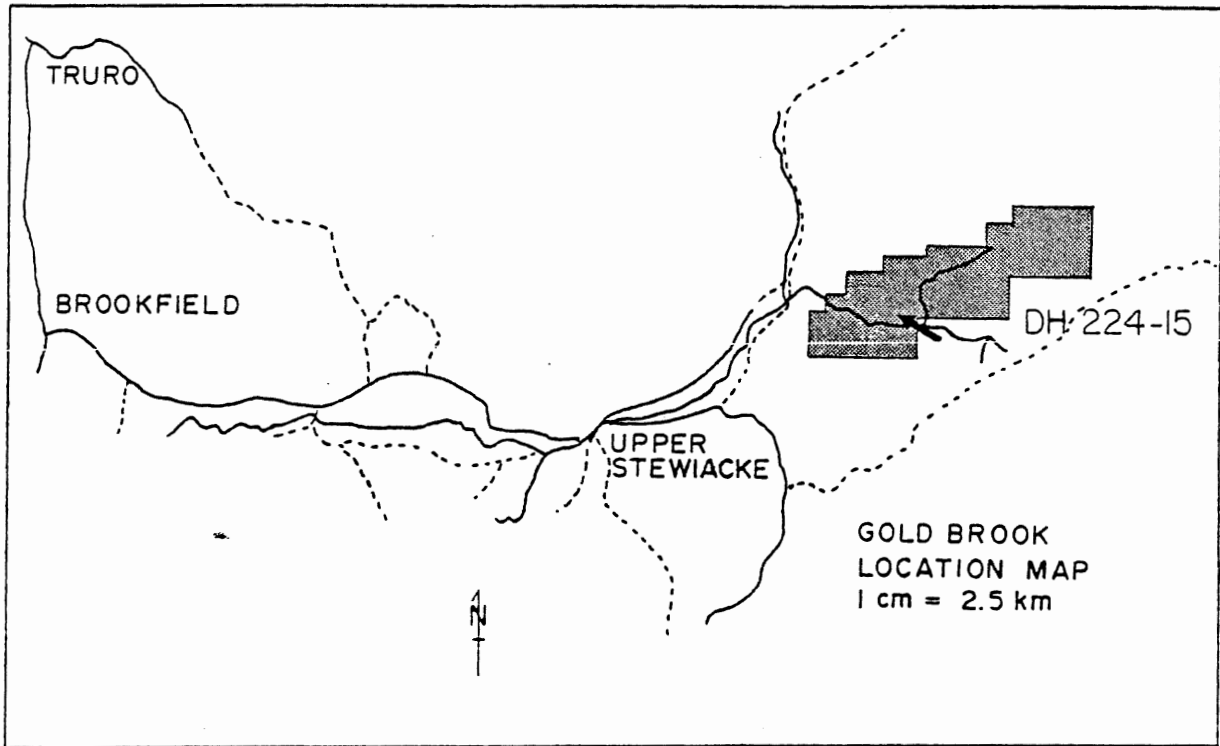 TRURO
BROOKFIELD
DH 224-15
UPPER
STEWIACKE
GOLD BROOK
LOCATION MAP
1 cm = 2.5 km
N